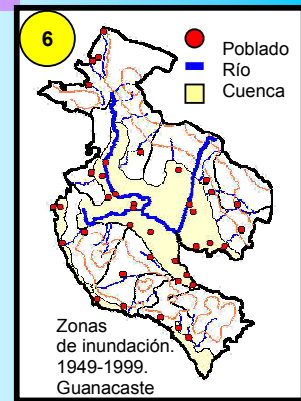 6
Poblado
Río
Cuenca
Zonas
de inundación.
1949-1999.
Guanacaste